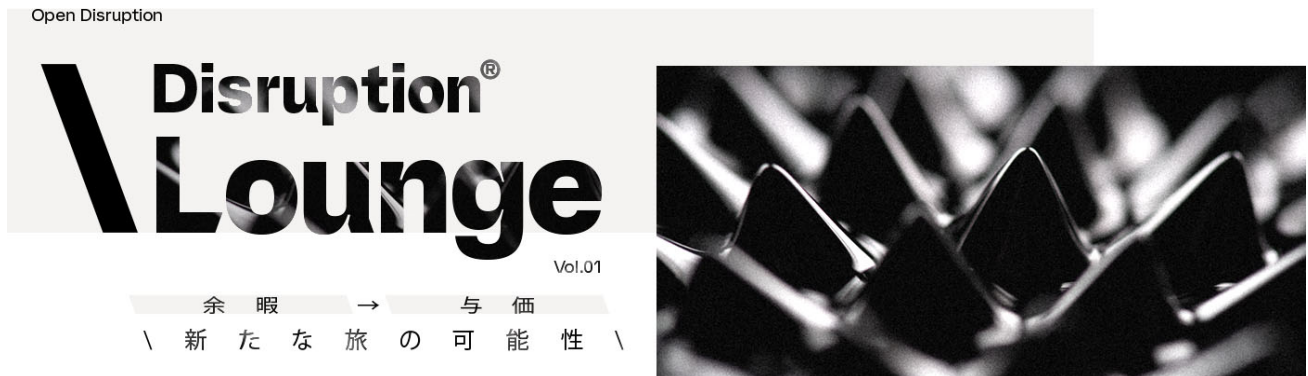 Open Disruption
\ Disruption®
Lounge
Vol.01
余暇 → 与価
\ 新たな旅の可能性 \